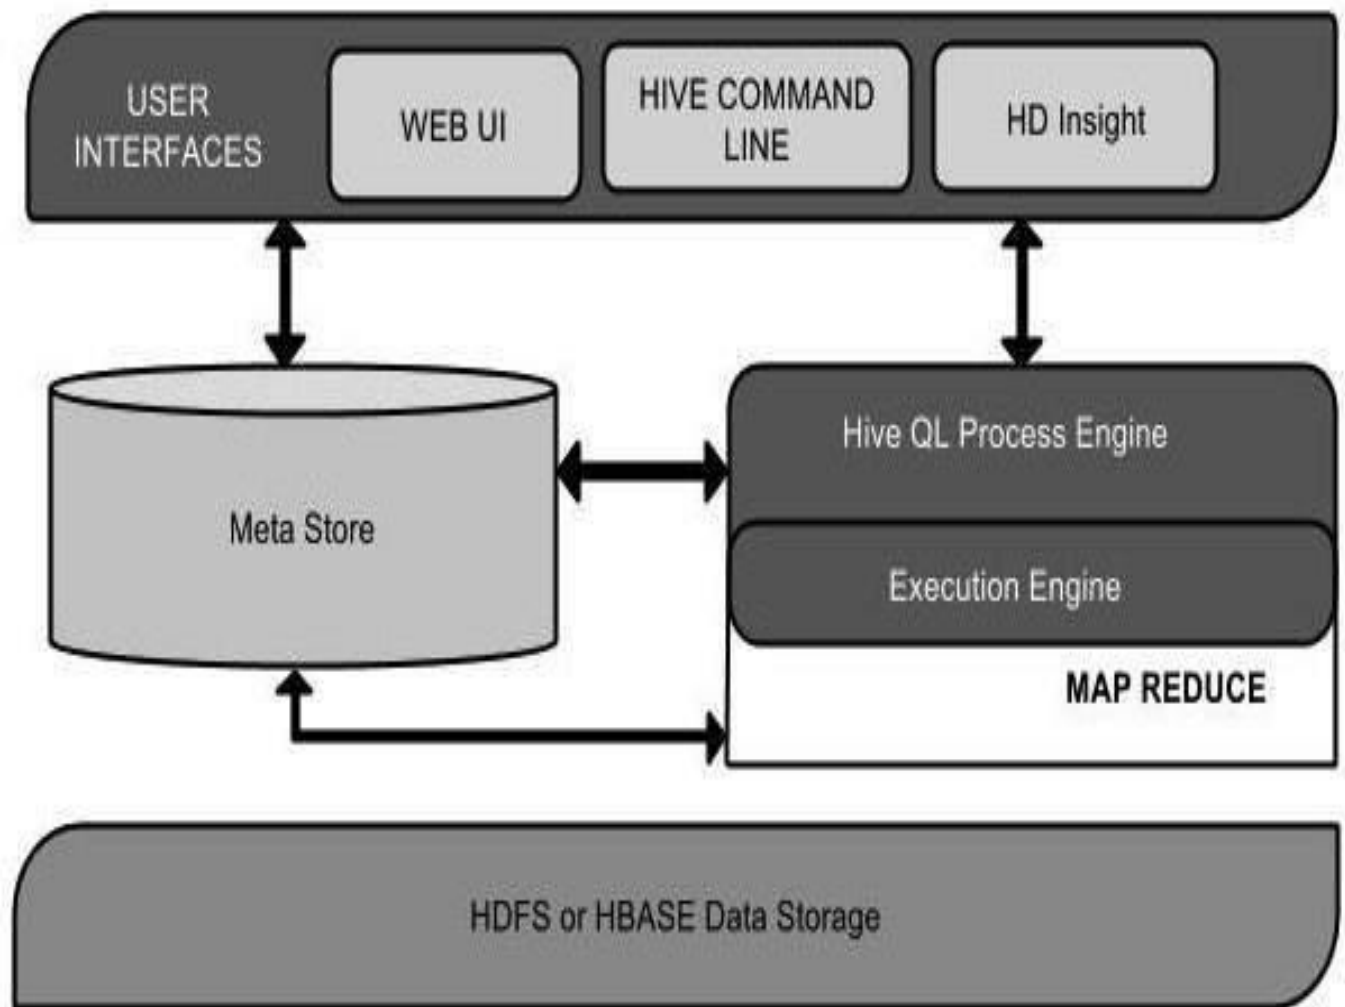 USER
INTERFACES
WEB UI
HIVE COMMAND
LINE
HD Insight
Meta Store
Hive QL Process Engine
Execution Engine
MAP REDUCE
HDFS or HBASE Data Storage